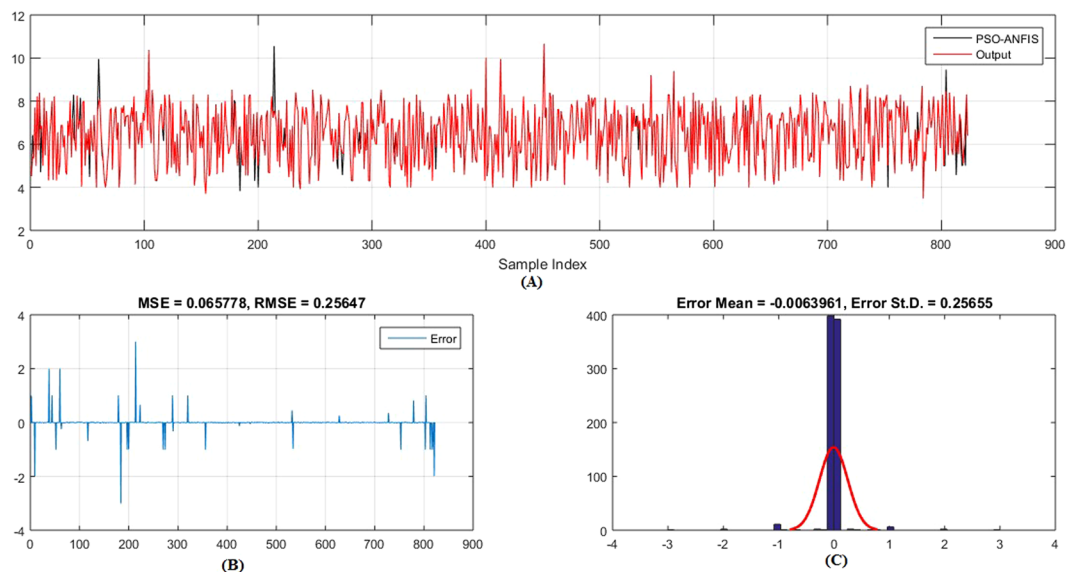 12
10
8
6
4
2
PSO-ANFIS
Output
0 100 200 300 400 500 600 700 800 900
Sample Index
(A)
MSE = 0.065778, RMSE = 0.25647
4
2
0
-2
-4
Error
0 100 200 300 400 500 600 700 800 900
(B)
Error Mean = -0.0063961, Error St.D. = 0.25655
400
300
200
100
0
-4 -3 -2 -1 0 1 2 3 4
(C)